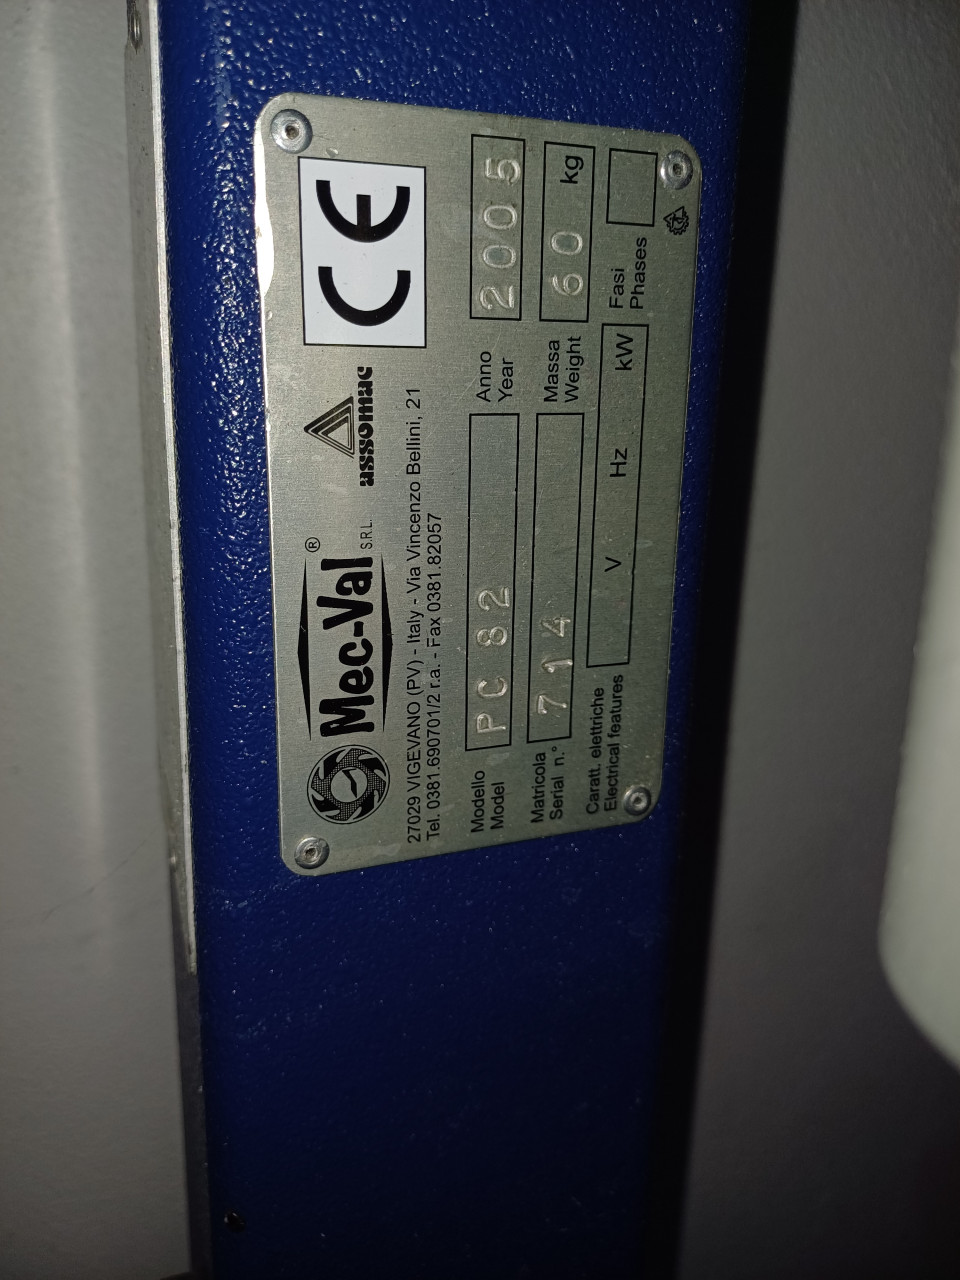 Mec-Val® S.R.L.
assomac
CE
27029 VIGEVANO (PV) - Italy - Via Vincenzo Bellini, 21
Tel. 0381.690701/2 r.a. - Fax 0381.82057
Modello Model PC 82 Anno Year 2005
Matricola Serial n.° 714 Massa Weight 60 kg
Caratt. elettriche Electrical features V Hz kW Fasi Phases